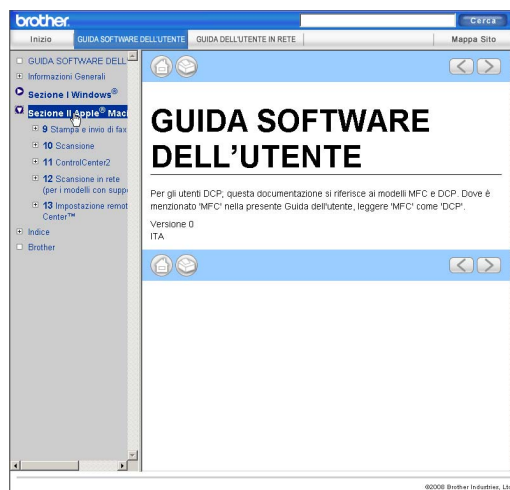 brother.
Cerca
Inizio
GUIDA SOFTWARE DELL'UTENTE
GUIDA DELL'UTENTE IN RETE
Mappa Sito
GUIDA SOFTWARE DELL
Informazioni Generali
Sezione I Windows®
Sezione II Apple® Maci
9 Stampa e invio di fax
10 Scansione
11 ControlCenter2
12 Scansione in rete
(per i modelli con suppo
13 Impostazione remot
Center™
Indice
Brother
GUIDA SOFTWARE
DELL'UTENTE
Per gli utenti DCP; questa documentazione si riferisce ai modelli MFC e DCP. Dove è
menzionato 'MFC' nella presente Guida dell'utente, leggere 'MFC' come 'DCP'.
Versione 0
ITA
©2008 Brother Industries, Ltd